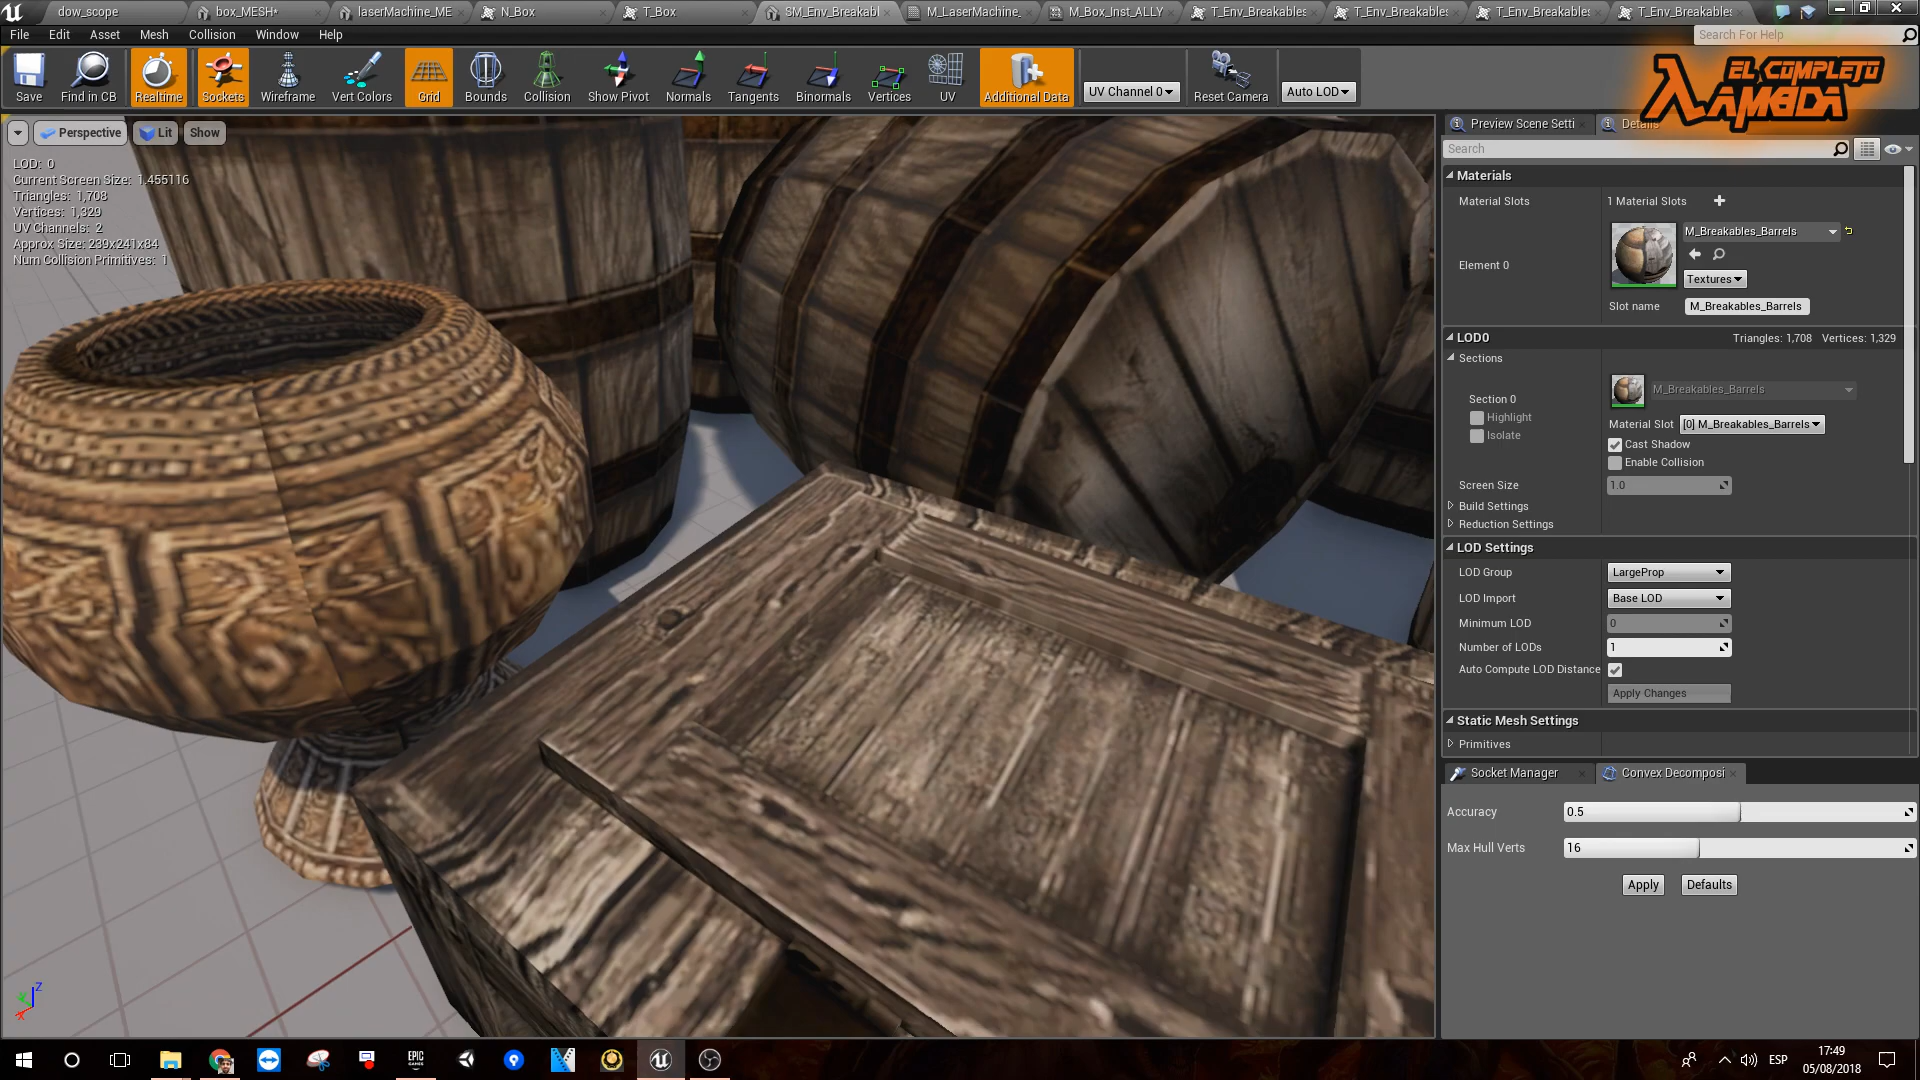 dow_scope
box_MESH*
laserMachine_ME
N_Box
T_Box
SM_Env_Breakabl
M_LaserMachine_
M_Box_Inst_ALLY
T_Env_Breakables
T_Env_Breakables
T_Env_Breakables
T_Env_Breakables
File Edit Asset Mesh Collision Window Help
Search For Help
Save
Find in CB
Realtime
Sockets
Wireframe
Vert Colors
Grid
Bounds
Collision
Show Pivot
Normals
Tangents
Binormals
Vertices
UV
Additional Data
UV Channel 0
Reset Camera
Auto LOD
EL COMPLETO
LAMBDA
Perspective
Lit
Show
LOD: 0
Current Screen Size: 1.455116
Triangles: 1,708
Vertices: 1,329
UV Channels: 2
Approx Size: 239x241x84
Num Collision Primitives: 1
Z
X
Preview Scene Setti
Details
Search
Materials
Material Slots 1 Material Slots
Element 0
M_Breakables_Barrels
Textures
Slot name M_Breakables_Barrels
LOD0 Triangles: 1,708 Vertices: 1,329
Sections
Section 0
Highlight
Isolate
M_Breakables_Barrels
Material Slot [0] M_Breakables_Barrels
Cast Shadow
Enable Collision
Screen Size 1.0
Build Settings
Reduction Settings
LOD Settings
LOD Group LargeProp
LOD Import Base LOD
Minimum LOD 0
Number of LODs 1
Auto Compute LOD Distance
Apply Changes
Static Mesh Settings
Primitives
Socket Manager
Convex Decomposi
Accuracy 0.5
Max Hull Verts 16
Apply
Defaults
EPIC
GAMES
ESP
17:49
05/08/2018